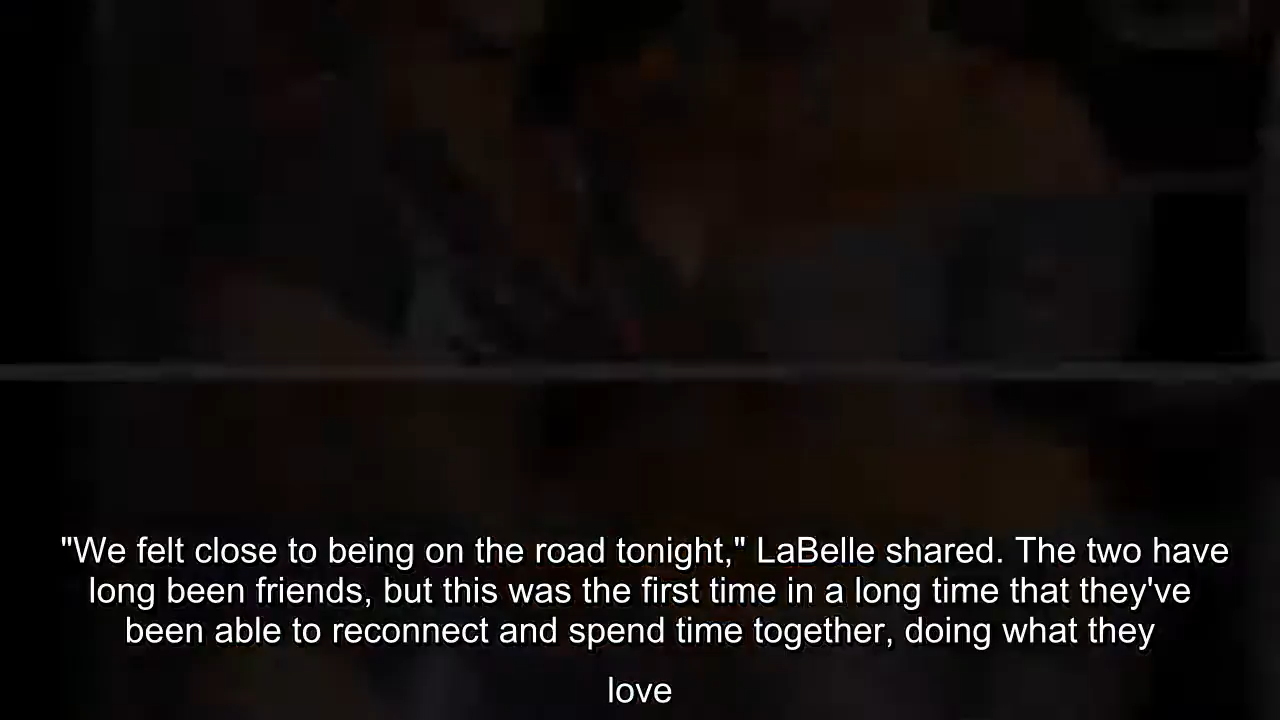 "We felt close to being on the road tonight," LaBelle shared. The two have
long been friends, but this was the first time in a long time that they've
been able to reconnect and spend time together, doing what they
love